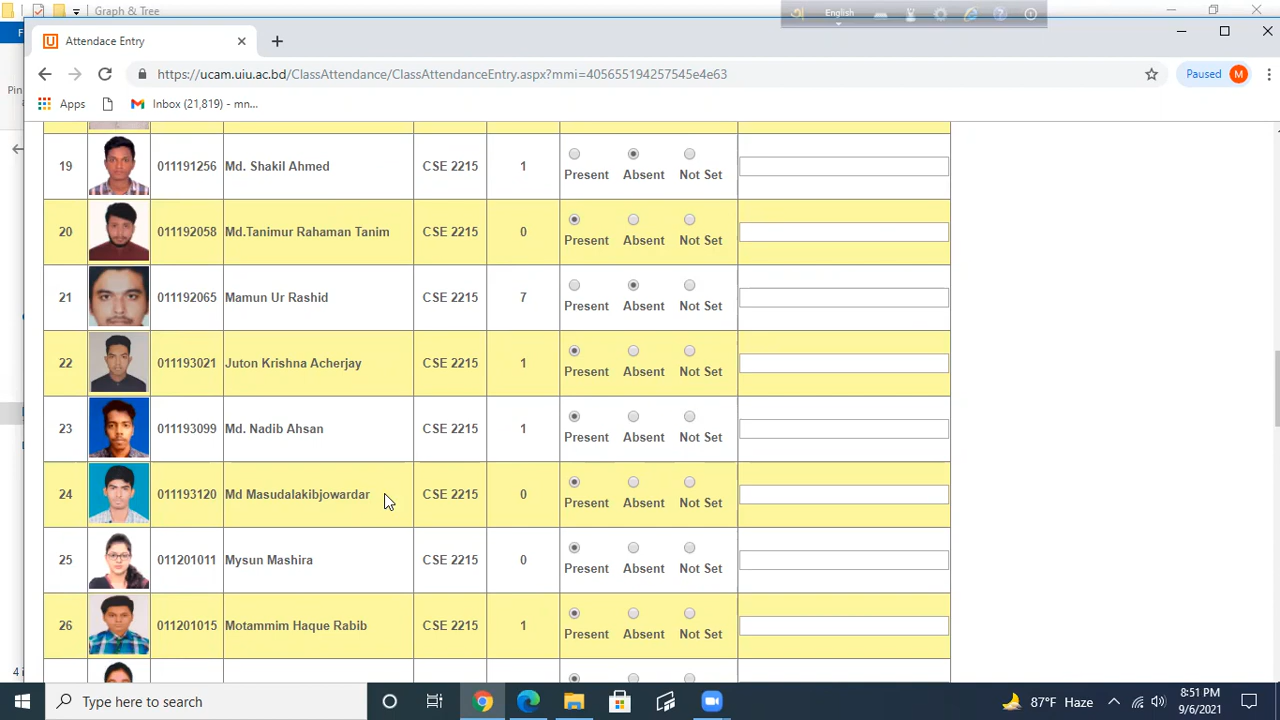 Graph & Tree
English
Attendace Entry
https://ucam.uiu.ac.bd/ClassAttendance/ClassAttendanceEntry.aspx?mmi=405655194257545e4e63
Paused M
Apps
Inbox (21,819) - mn...
Pin
19 011191256 Md. Shakil Ahmed CSE 2215 1 Present Absent Not Set
20 011192058 Md.Tanimur Rahaman Tanim CSE 2215 0 Present Absent Not Set
21 011192065 Mamun Ur Rashid CSE 2215 7 Present Absent Not Set
22 011193021 Juton Krishna Acherjay CSE 2215 1 Present Absent Not Set
23 011193099 Md. Nadib Ahsan CSE 2215 1 Present Absent Not Set
24 011193120 Md Masudalakibjowardar CSE 2215 0 Present Absent Not Set
25 011201011 Mysun Mashira CSE 2215 0 Present Absent Not Set
26 011201015 Motammim Haque Rabib CSE 2215 1 Present Absent Not Set
Type here to search
87°F Haze
8:51 PM
9/6/2021